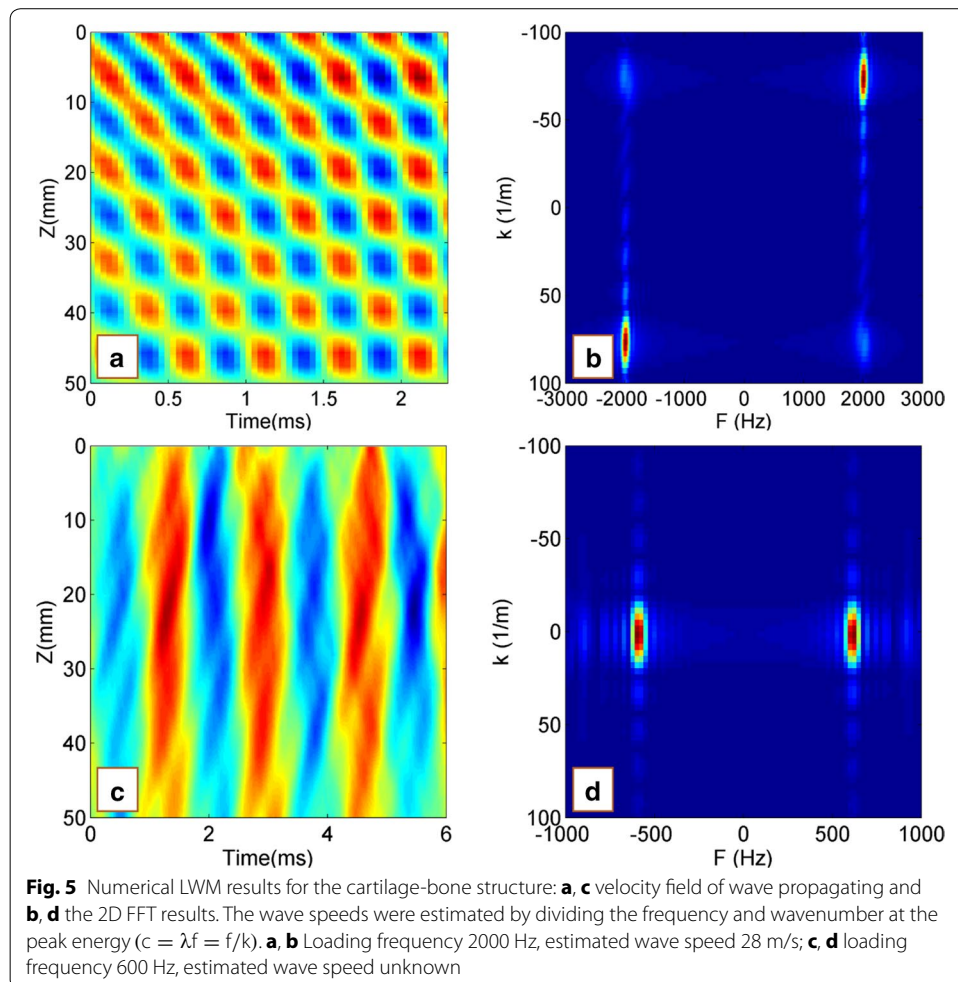 0
10
20
30
40
50
Z(mm)
0 0.5 1 1.5 2
Time(ms)
a
-100
-50
0
50
100
k (1/m)
-3000 -2000 -1000 0 1000 2000 3000
F (Hz)
b
0
10
20
30
40
50
Z(mm)
0 2 4 6
Time(ms)
c
-100
-50
0
50
100
k (1/m)
-1000 -500 0 500 1000
F (Hz)
d
Fig. 5 Numerical LWM results for the cartilage-bone structure: a, c velocity field of wave propagating and
b, d the 2D FFT results. The wave speeds were estimated by dividing the frequency and wavenumber at the
peak energy (c = λf = f/k). a, b Loading frequency 2000 Hz, estimated wave speed 28 m/s; c, d loading
frequency 600 Hz, estimated wave speed unknown